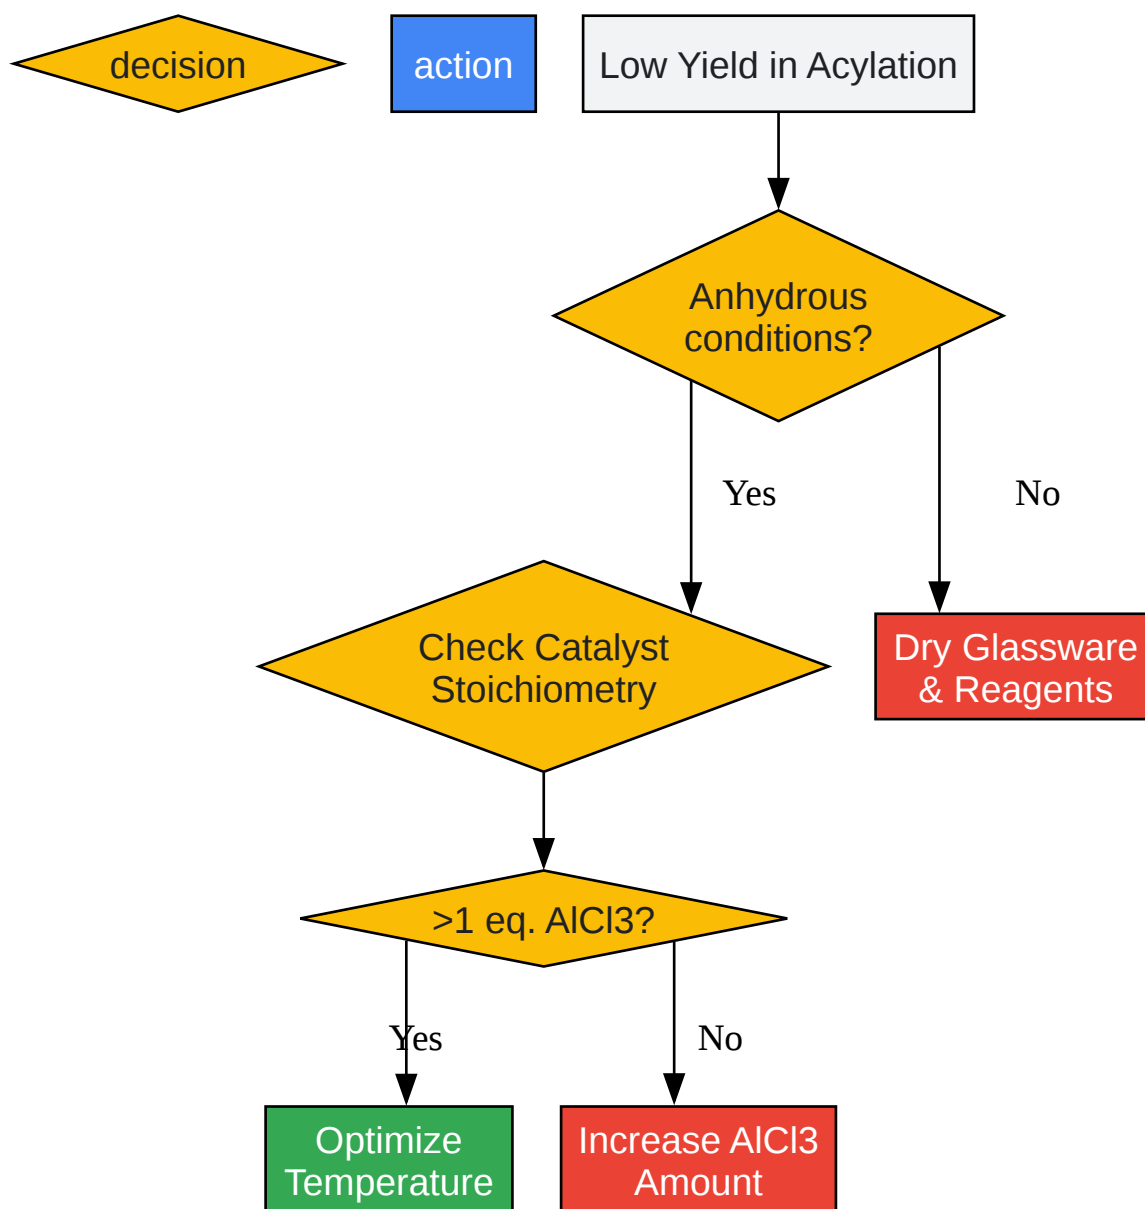 decision
action
Low Yield in Acylation
Anhydrous
conditions?
Yes
No
Check Catalyst
Stoichiometry
Dry Glassware
& Reagents
>1 eq. AlCl3?
Yes
No
Optimize
Temperature
Increase AlCl3
Amount